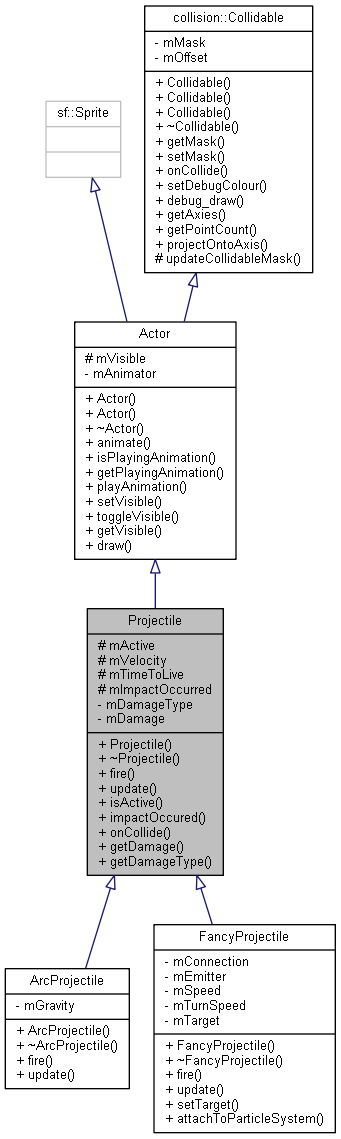 collision::Collidable
- mMask
- mOffset
+ Collidable()
+ Collidable()
+ Collidable()
+ ~Collidable()
+ getMask()
+ setMask()
+ onCollide()
+ setDebugColour()
+ debug_draw()
+ getAxies()
+ getPointCount()
+ projectOntoAxis()
# updateCollidableMask()
sf::Sprite
Actor
# mVisible
- mAnimator
+ Actor()
+ Actor()
+ ~Actor()
+ animate()
+ isPlayingAnimation()
+ getPlayingAnimation()
+ playAnimation()
+ setVisible()
+ toggleVisible()
+ getVisible()
+ draw()
Projectile
# mActive
# mVelocity
# mTimeToLive
# mImpactOccurred
- mDamageType
- mDamage
+ Projectile()
+ ~Projectile()
+ fire()
+ update()
+ isActive()
+ impactOccured()
+ onCollide()
+ getDamage()
+ getDamageType()
ArcProjectile
- mGravity
+ ArcProjectile()
+ ~ArcProjectile()
+ fire()
+ update()
FancyProjectile
- mConnection
- mEmitter
- mSpeed
- mTurnSpeed
- mTarget
+ FancyProjectile()
+ ~FancyProjectile()
+ fire()
+ update()
+ setTarget()
+ attachToParticleSystem()